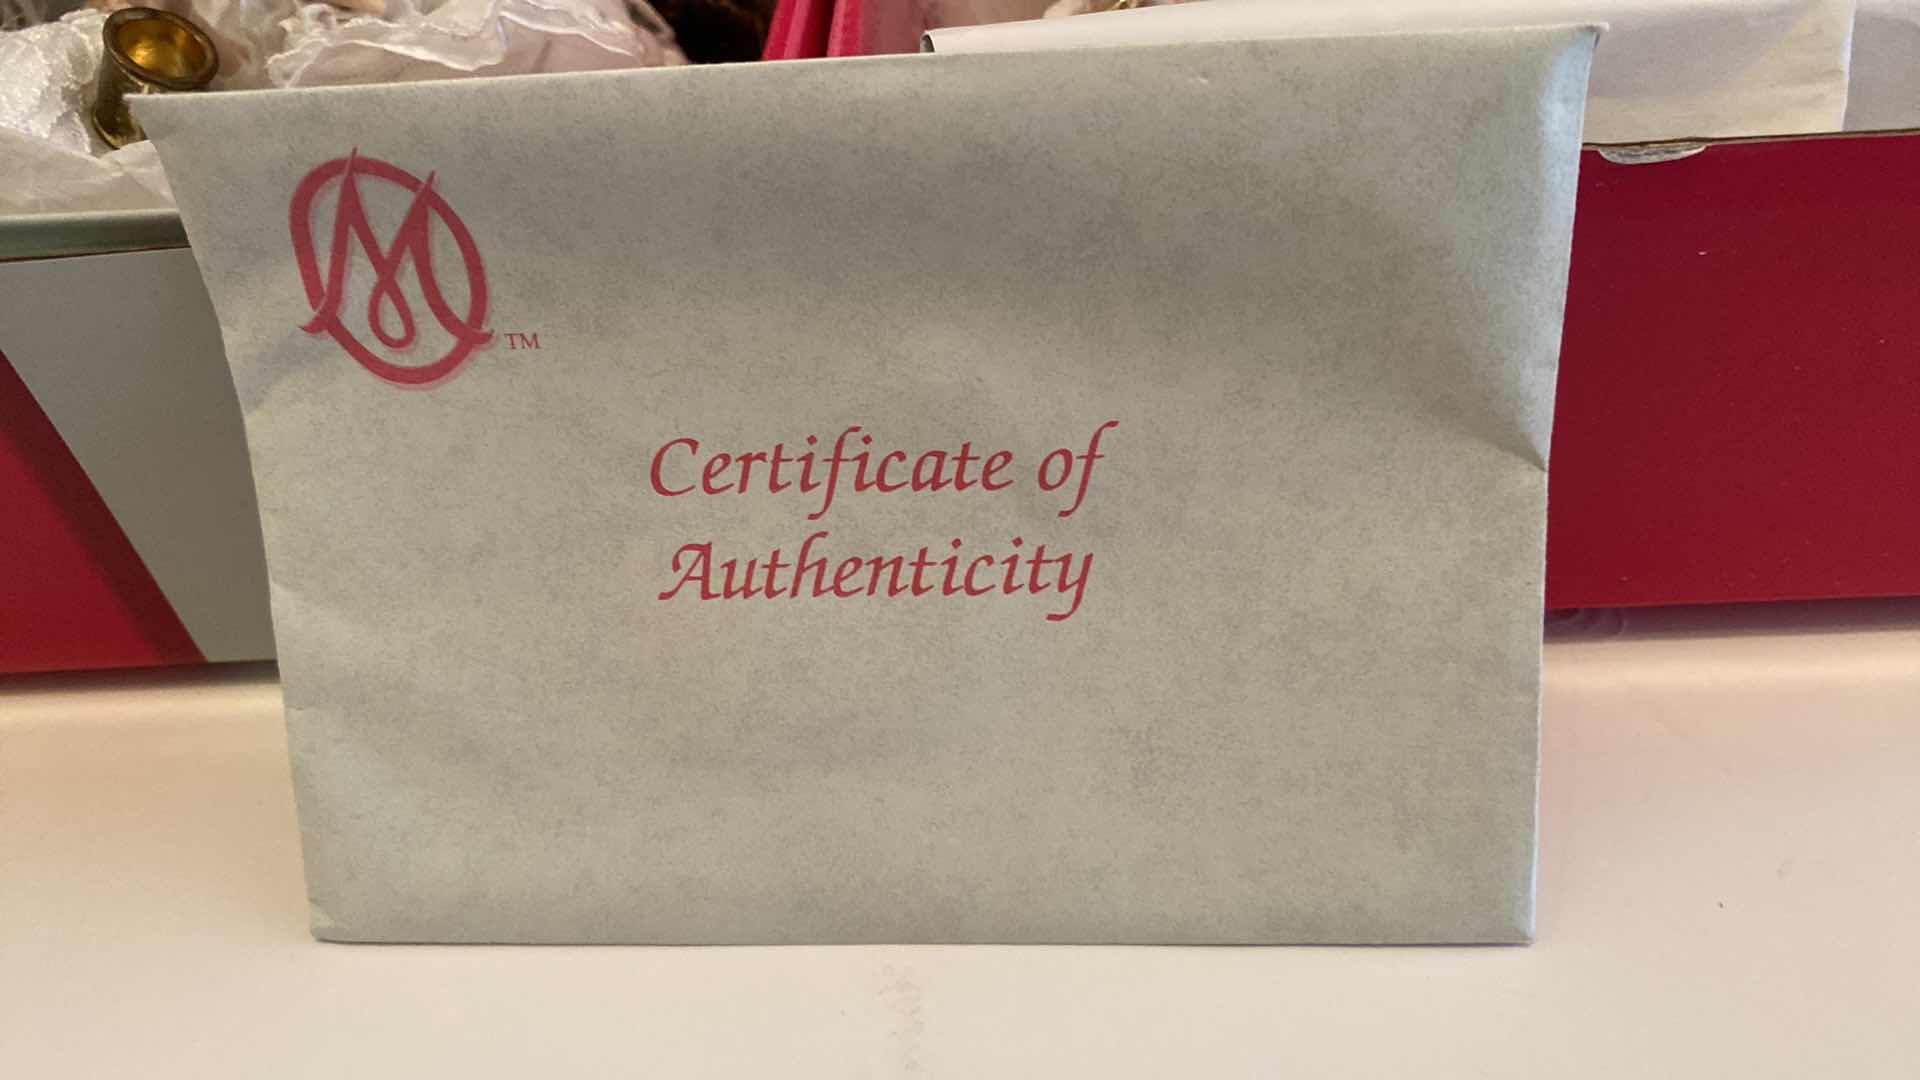 M
TM
Certificate of
Authenticity